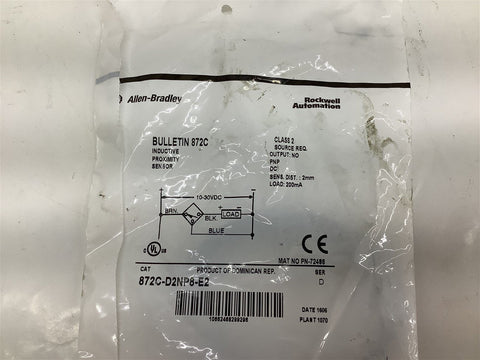 Allen-Bradley
Rockwell
Automation
BULLETIN 872C
INDUCTIVE
PROXIMITY
SENSOR
CLASS 2
SOURCE REQ.
OUTPUT: NO
PNP
DC
SENS. DIST. : 2mm
LOAD: 200mA
10-30VDC
BRN.
BLK.
LOAD
BLUE
C UL US
CE
MAT NO PN-72486
CAT
PRODUCT OF DOMINICAN REP.
SER
872C-D2NP8-E2
D
DATE 1606
PLANT 1070